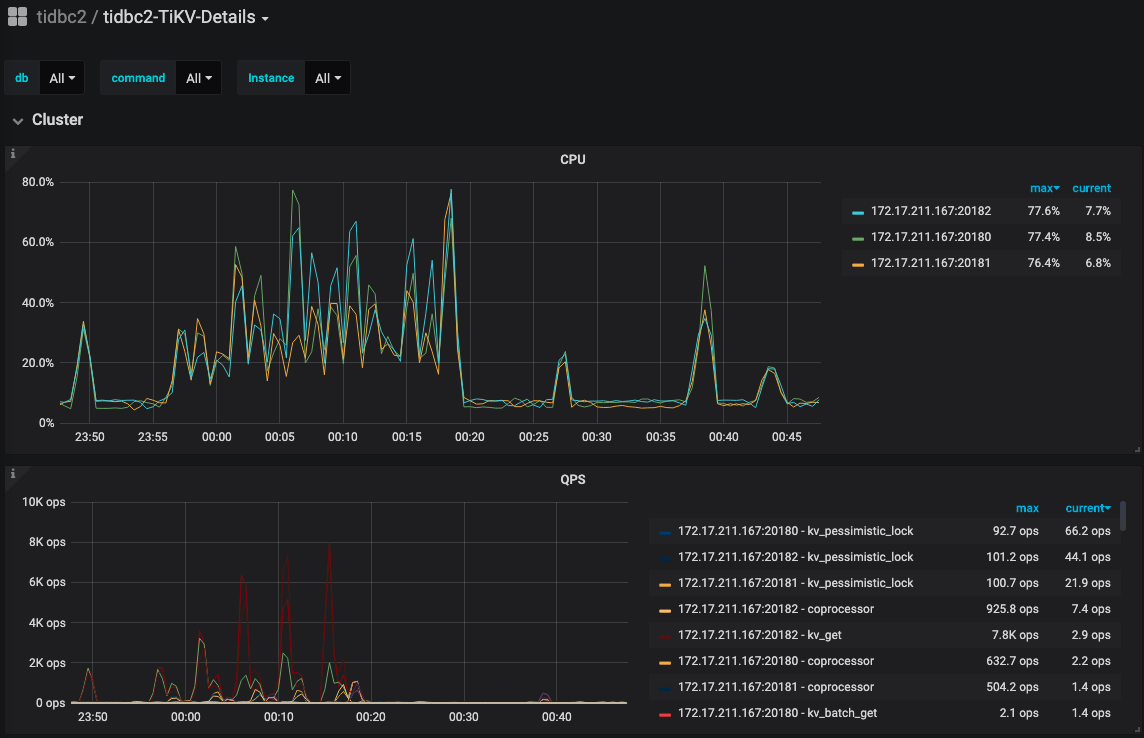 tidbc2 / tidbc2-TiKV-Details
db All command All Instance All
Cluster
i
CPU
80.0%
60.0%
40.0%
20.0%
0%
23:50 23:55 00:00 00:05 00:10 00:15 00:20 00:25 00:30 00:35 00:40 00:45
max current
172.17.211.167:20182 77.6% 7.7%
172.17.211.167:20180 77.4% 8.5%
172.17.211.167:20181 76.4% 6.8%
i
QPS
10K ops
8K ops
6K ops
4K ops
2K ops
0 ops
23:50 00:00 00:10 00:20 00:30 00:40
max current
172.17.211.167:20180 - kv_pessimistic_lock 92.7 ops 66.2 ops
172.17.211.167:20182 - kv_pessimistic_lock 101.2 ops 44.1 ops
172.17.211.167:20181 - kv_pessimistic_lock 100.7 ops 21.9 ops
172.17.211.167:20182 - coprocessor 925.8 ops 7.4 ops
172.17.211.167:20182 - kv_get 7.8K ops 2.9 ops
172.17.211.167:20180 - coprocessor 632.7 ops 2.2 ops
172.17.211.167:20181 - coprocessor 504.2 ops 1.4 ops
172.17.211.167:20180 - kv_batch_get 2.1 ops 1.4 ops